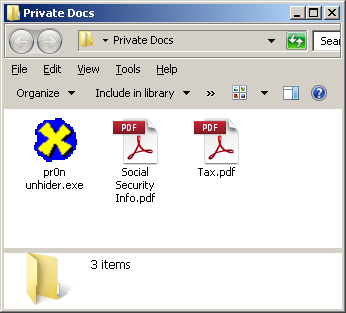 Private Docs
Private Docs
Sea
File Edit View Tools Help
Organize Include in library »
PDF PDF
pr0n Social Tax.pdf
unhider.exe Security
Info.pdf
3 items